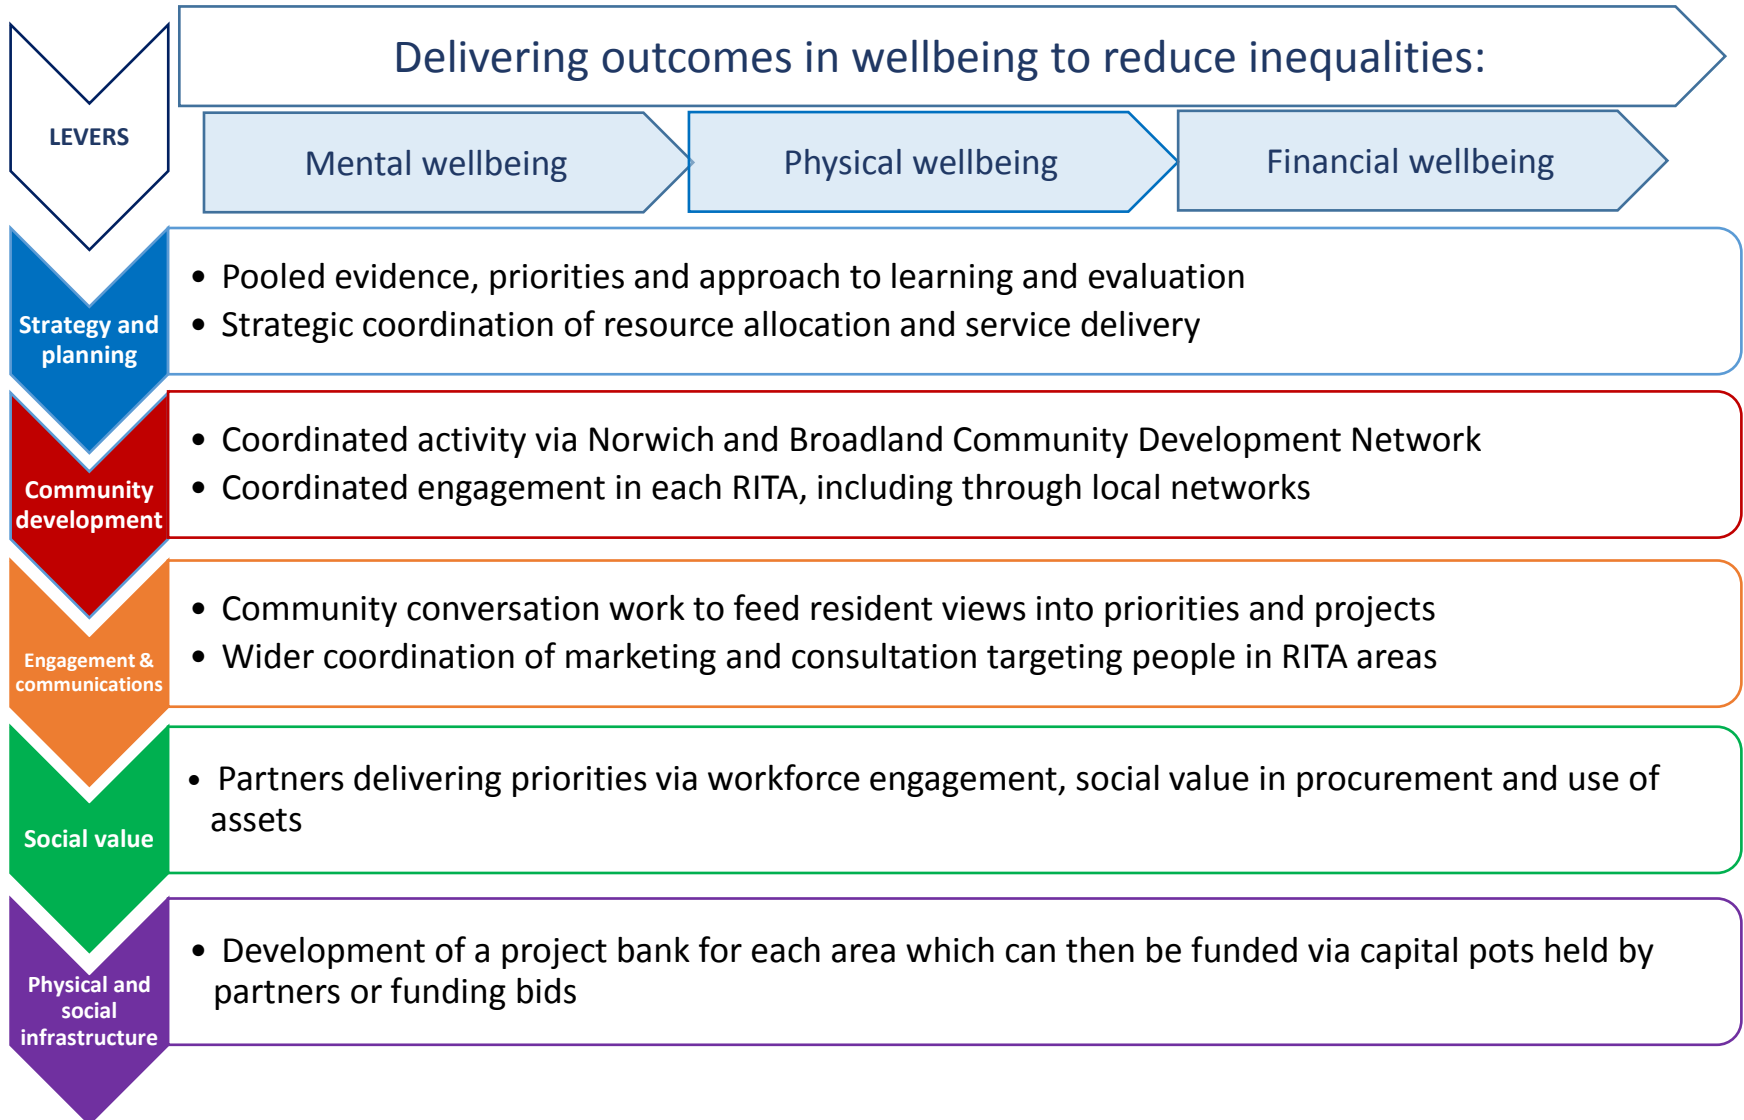 Delivering outcomes in wellbeing to reduce inequalities:
LEVERS
Mental wellbeing
Physical wellbeing
Financial wellbeing
Strategy and
planning
• Pooled evidence, priorities and approach to learning and evaluation
• Strategic coordination of resource allocation and service delivery
Community
development
• Coordinated activity via Norwich and Broadland Community Development Network
• Coordinated engagement in each RITA, including through local networks
Engagement &
communications
• Community conversation work to feed resident views into priorities and projects
• Wider coordination of marketing and consultation targeting people in RITA areas
Social value
• Partners delivering priorities via workforce engagement, social value in procurement and use of
assets
Physical and
social
infrastructure
• Development of a project bank for each area which can then be funded via capital pots held by
partners or funding bids